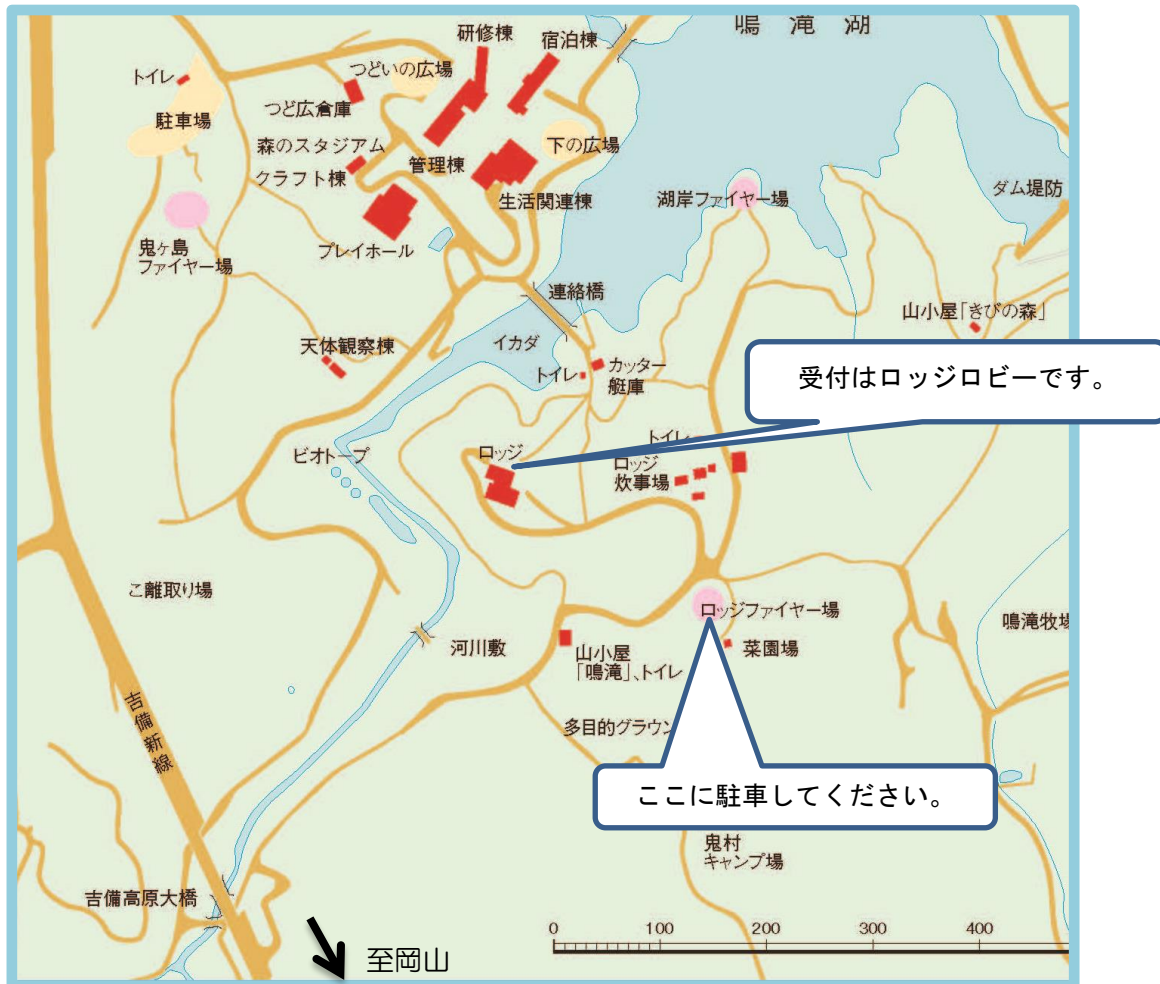 鳴滝湖
研修棟
宿泊棟
つどいの広場
トイレ
つど広倉庫
駐車場
森のスタジアム
クラフト棟
管理棟
下の広場
生活関連棟
湖岸ファイヤー場
ダム堤防
鬼ヶ島
ファイヤー場
プレイホール
連絡橋
山小屋「きびの森」
イカダ
天体観察棟
トイレ
カッター
艇庫
受付はロッジロビーです。
トイレ
ビオトープ
ロッジ
ロッジ
炊事場
こ離取り場
ロッジファイヤー場
鳴滝牧場
河川敷
山小屋
「鳴滝」、トイレ
菜園場
吉備新線
多目的グラウン
ここに駐車してください。
鬼村
キャンプ場
吉備高原大橋
0 100 200 300 400
至岡山